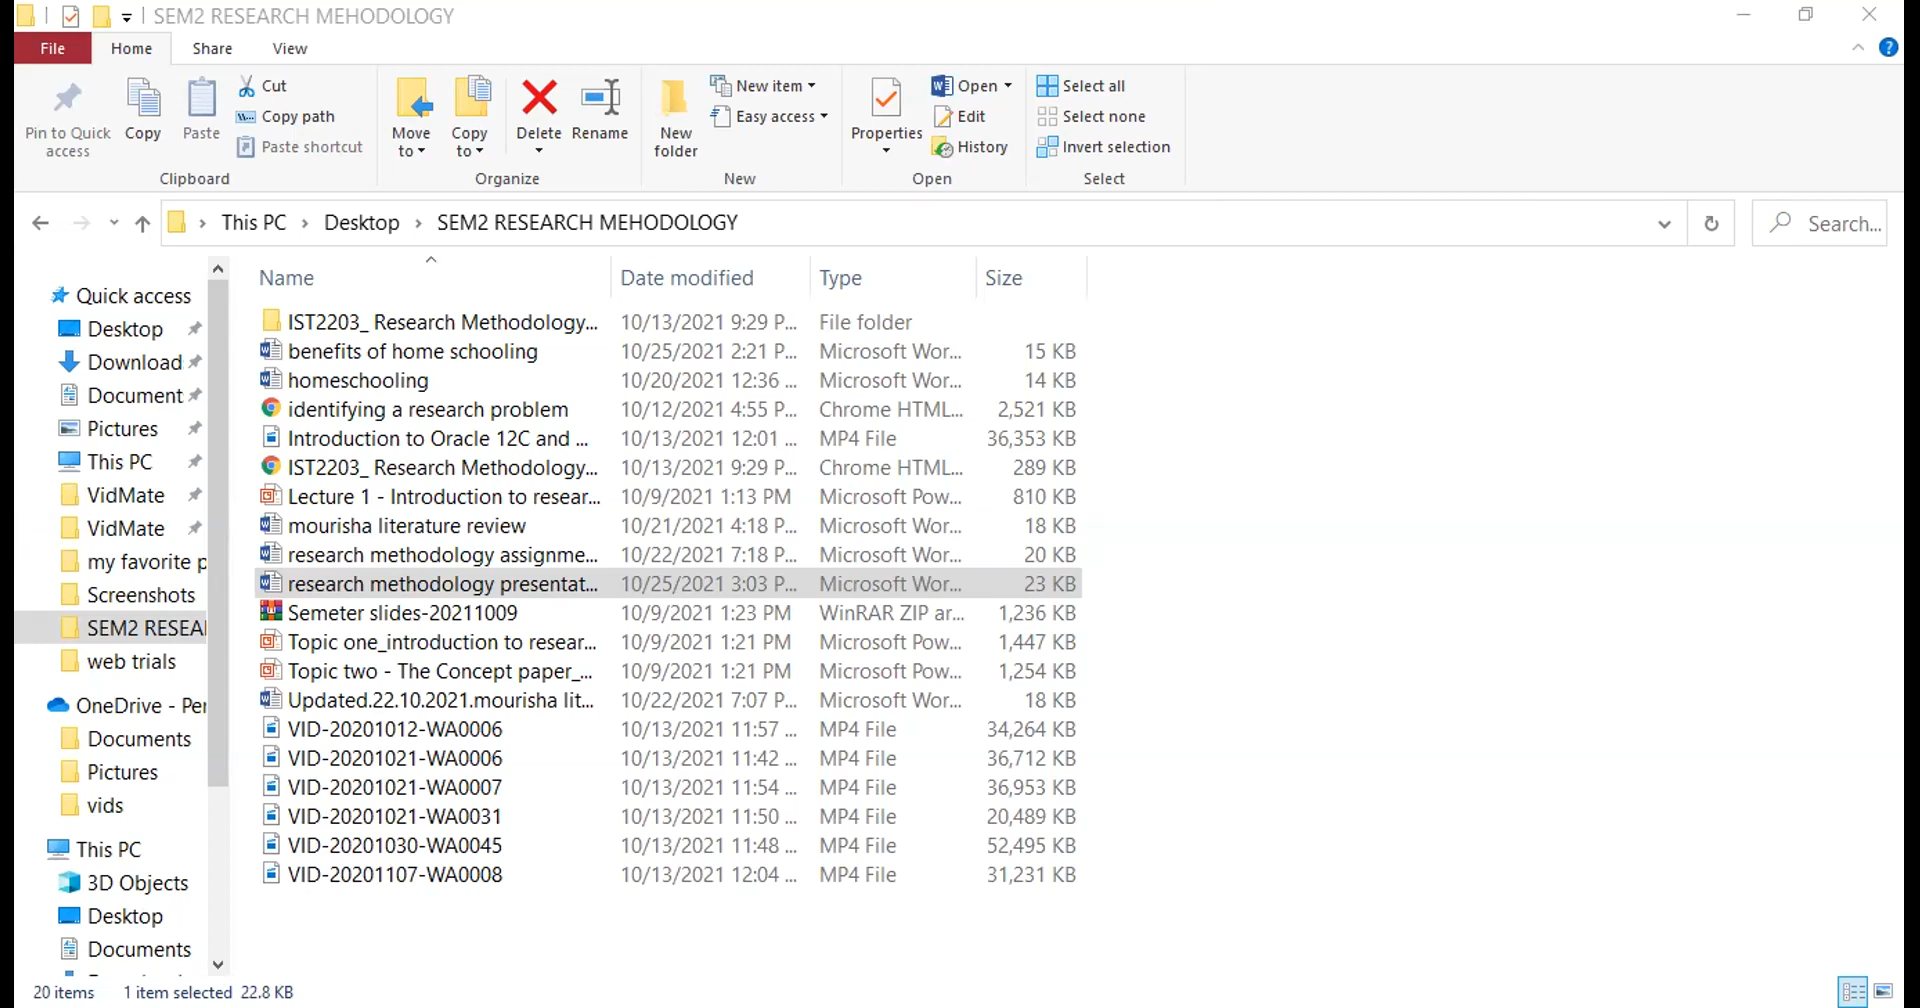 SEM2 RESEARCH MEHODOLOGY
File Home Share View
Pin to Quick access
Copy
Paste
Cut
Copy path
Paste shortcut
Clipboard
Move to
Copy to
Delete
Rename
Organize
New folder
New item
Easy access
New
Properties
Open
Edit
History
Open
Select all
Select none
Invert selection
Select
This PC > Desktop > SEM2 RESEARCH MEHODOLOGY
Search...
Quick access
Desktop
Download
Document
Pictures
This PC
VidMate
VidMate
my favorite p
Screenshots
SEM2 RESEA
web trials
OneDrive - Per
Documents
Pictures
vids
This PC
3D Objects
Desktop
Documents
Name Date modified Type Size
IST2203_ Research Methodology... 10/13/2021 9:29 P... File folder
benefits of home schooling 10/25/2021 2:21 P... Microsoft Wor... 15 KB
homeschooling 10/20/2021 12:36 ... Microsoft Wor... 14 KB
identifying a research problem 10/12/2021 4:55 P... Chrome HTML... 2,521 KB
Introduction to Oracle 12C and ... 10/13/2021 12:01 ... MP4 File 36,353 KB
IST2203_ Research Methodology... 10/13/2021 9:29 P... Chrome HTML... 289 KB
Lecture 1 - Introduction to resear... 10/9/2021 1:13 PM Microsoft Pow... 810 KB
mourisha literature review 10/21/2021 4:18 P... Microsoft Wor... 18 KB
research methodology assignme... 10/22/2021 7:18 P... Microsoft Wor... 20 KB
research methodology presentat... 10/25/2021 3:03 P... Microsoft Wor... 23 KB
Semeter slides-20211009 10/9/2021 1:23 PM WinRAR ZIP ar... 1,236 KB
Topic one_introduction to resear... 10/9/2021 1:21 PM Microsoft Pow... 1,447 KB
Topic two - The Concept paper_... 10/9/2021 1:21 PM Microsoft Pow... 1,254 KB
Updated.22.10.2021.mourisha lit... 10/22/2021 7:07 P... Microsoft Wor... 18 KB
VID-20201012-WA0006 10/13/2021 11:57 ... MP4 File 34,264 KB
VID-20201021-WA0006 10/13/2021 11:42 ... MP4 File 36,712 KB
VID-20201021-WA0007 10/13/2021 11:54 ... MP4 File 36,953 KB
VID-20201021-WA0031 10/13/2021 11:50 ... MP4 File 20,489 KB
VID-20201030-WA0045 10/13/2021 11:48 ... MP4 File 52,495 KB
VID-20201107-WA0008 10/13/2021 12:04 ... MP4 File 31,231 KB
20 items 1 item selected 22.8 KB